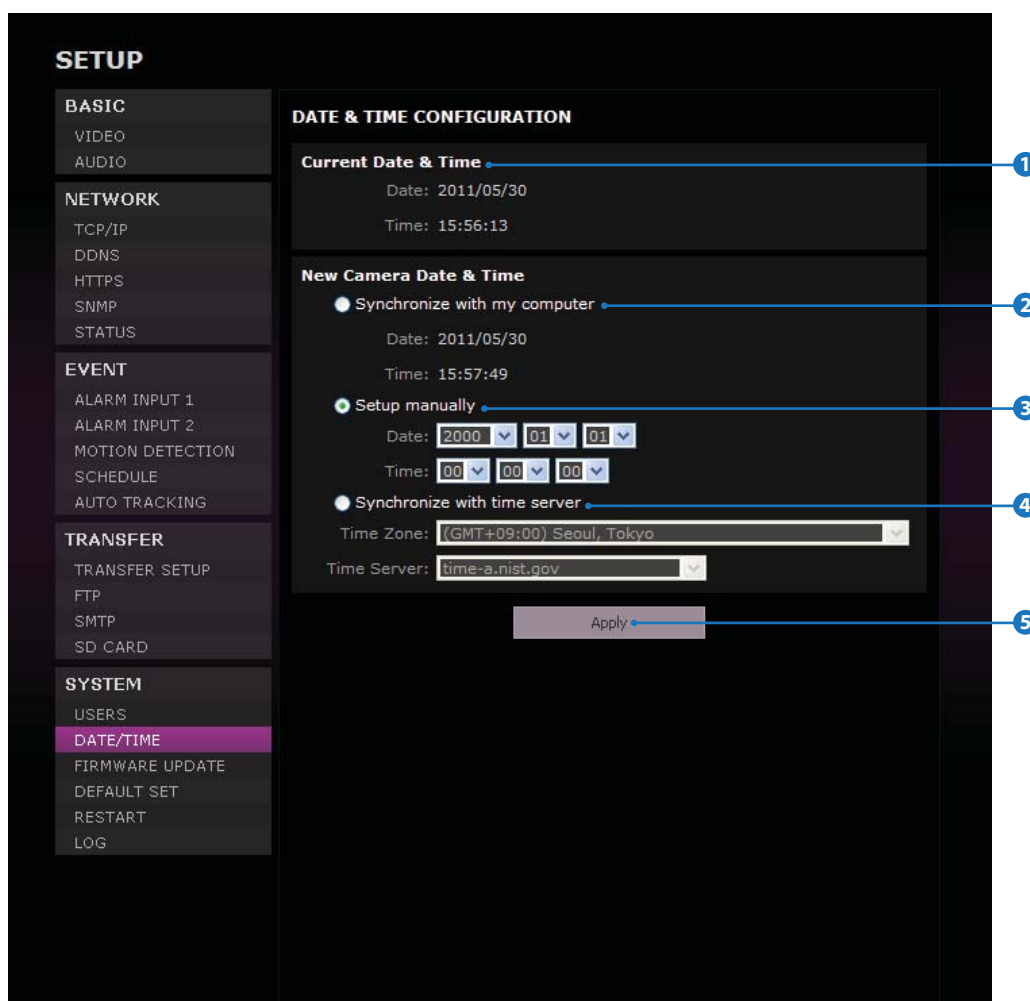 SETUP
BASIC
VIDEO
AUDIO
NETWORK
TCP/IP
DDNS
HTTPS
SNMP
STATUS
EVENT
ALARM INPUT 1
ALARM INPUT 2
MOTION DETECTION
SCHEDULE
AUTO TRACKING
TRANSFER
TRANSFER SETUP
FTP
SMTP
SD CARD
SYSTEM
USERS
DATE/TIME
FIRMWARE UPDATE
DEFAULT SET
RESTART
LOG
DATE & TIME CONFIGURATION
Current Date & Time 1
Date: 2011/05/30
Time: 15:56:13
New Camera Date & Time
Synchronize with my computer 2
Date: 2011/05/30
Time: 15:57:49
Setup manually 3
Date: 2000 01 01
Time: 00 00 00
Synchronize with time server 4
Time Zone: (GMT+09:00) Seoul, Tokyo
Time Server: time-a.nist.gov
Apply 5